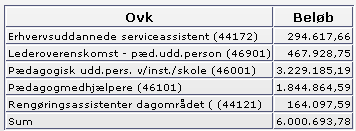 Ovk Beløb
Erhvervsuddannede serviceassistent (44172) 294.617,66
Lederoverenskomst - pæd.udd.person (46901) 467.928,75
Pædagogisk udd.pers. v/inst./skole (46001) 3.229.185,19
Pædagogmedhjælpere (46101) 1.844.864,59
Rengøringsassistenter dagområdet ( (44121) 164.097,59
Sum 6.000.693,78